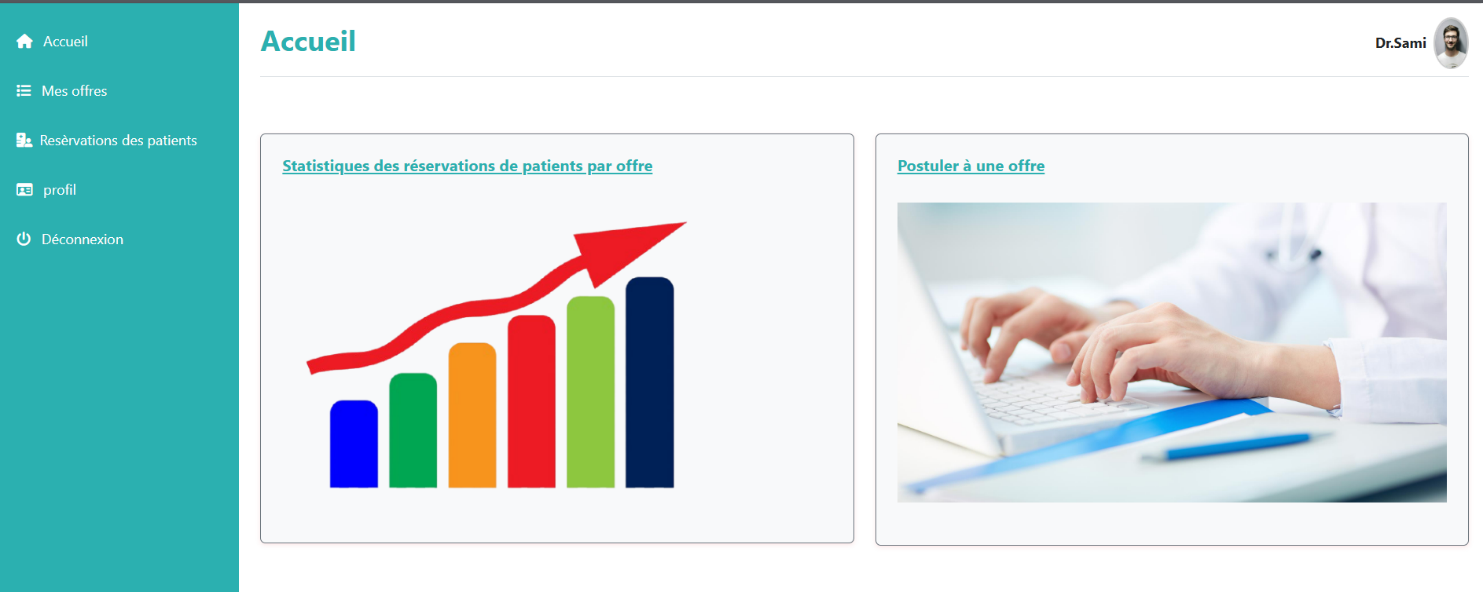 Accueil
Mes offres
Resèrvations des patients
profil
Déconnexion
Accueil
Dr.Sami
Statistiques des réservations de patients par offre
Postuler à une offre